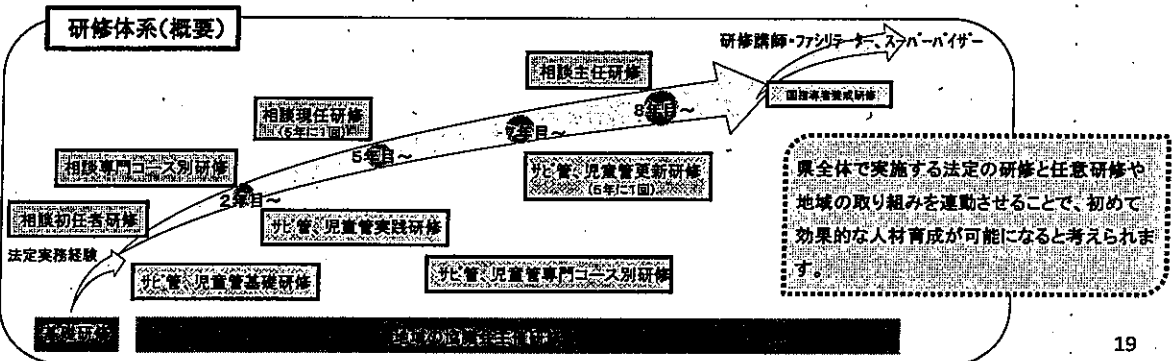 研修体系(概要)
研修講師・ファシリテーター、スーパーバイザー
相談主任研修
国指導者養成研修
8年目～
相談現任研修
(5年に1回)
7年目～
5年目～
相談専門コース別研修
サビ管、児童管更新研修
(5年に1回)
2年目～
相談初任者研修
サビ管、児童管実践研修
法定実務経験
サビ管、児童管基礎研修
サビ管、児童管専門コース別研修
県全体で実施する法定の研修と任意研修や
地域の取り組みを連動させることで、初めて
効果的な人材育成が可能になると考えられま
す。
基礎研修
19